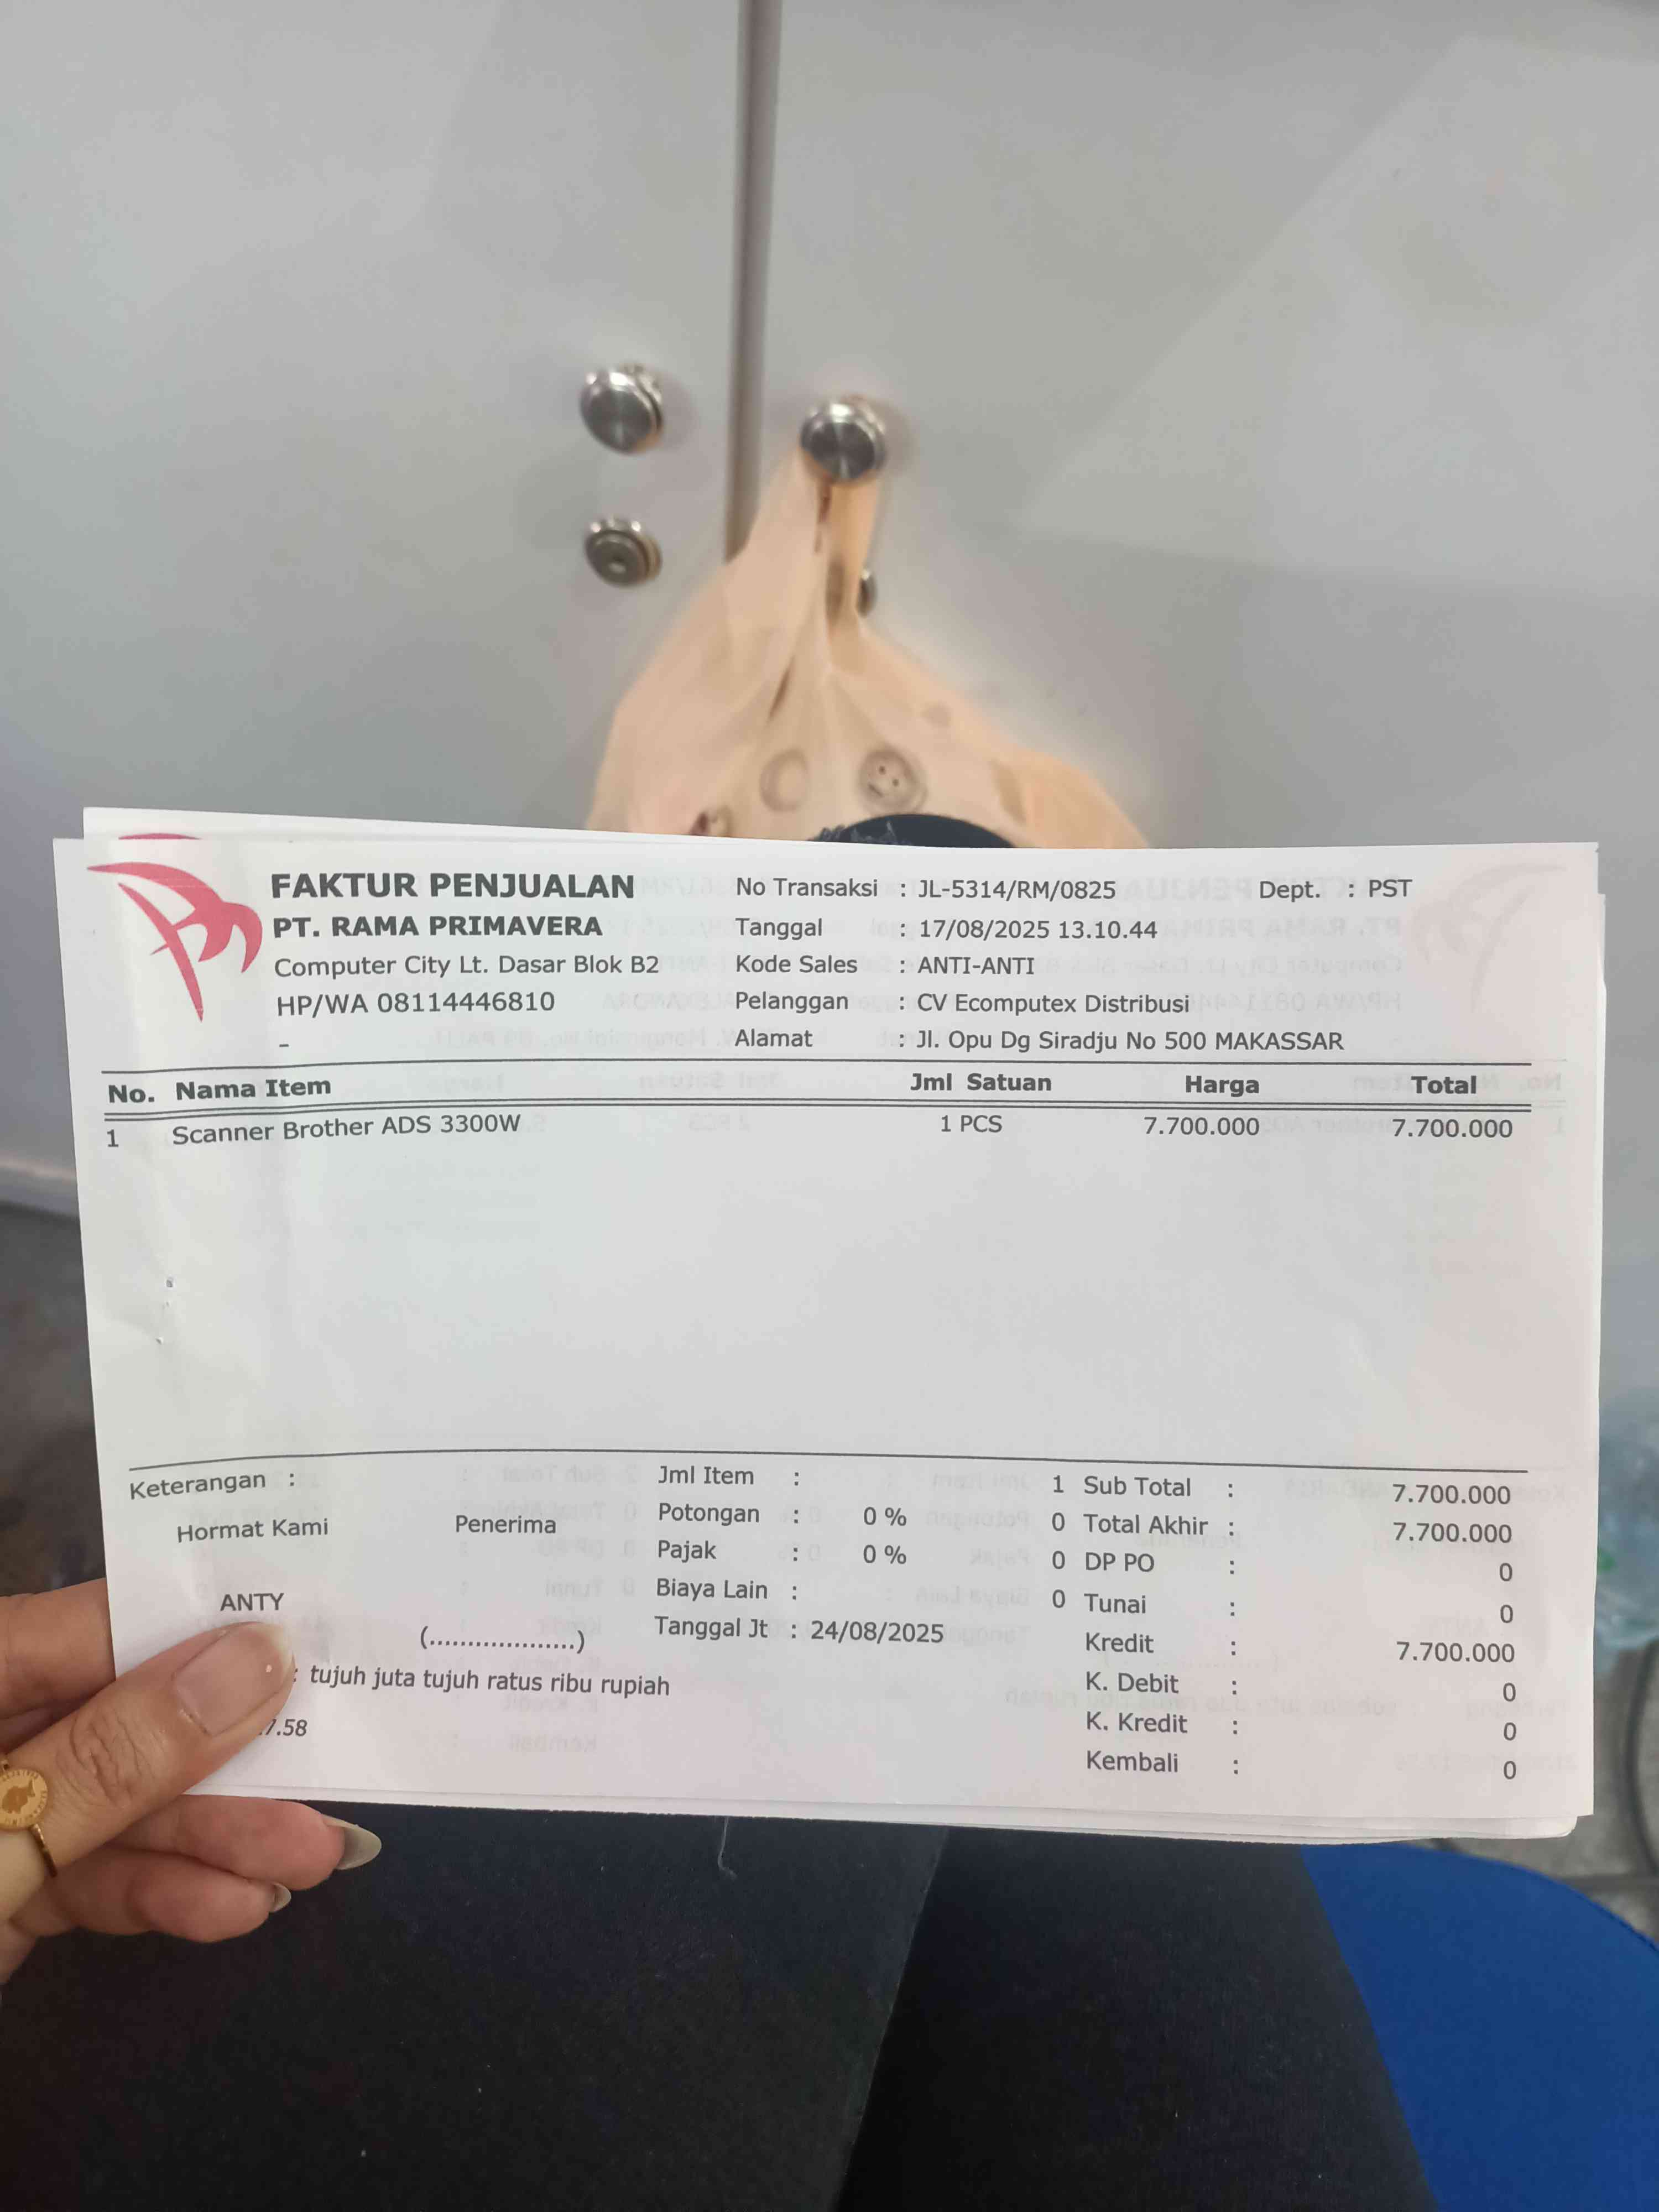 FAKTUR PENJUALAN
PT. RAMA PRIMAVERA
Computer City Lt. Dasar Blok B2
HP/WA 08114446810
-
No Transaksi : JL-5314/RM/0825 Dept. : PST
Tanggal : 17/08/2025 13.10.44
Kode Sales : ANTI-ANTI
Pelanggan : CV Ecomputex Distribusi
Alamat : Jl. Opu Dg Siradju No 500 MAKASSAR
No. Nama Item Jml Satuan Harga Total
1 Scanner Brother ADS 3300W 1 PCS 7.700.000 7.700.000
Keterangan :
Hormat Kami Penerima
ANTY
(...................)
: tujuh juta tujuh ratus ribu rupiah
7.58
Jml Item : 1
Potongan : 0 % 0
Pajak : 0 % 0
Biaya Lain : 0
Tanggal Jt : 24/08/2025
Sub Total : 7.700.000
Total Akhir : 7.700.000
DP PO : 0
Tunai : 0
Kredit : 7.700.000
K. Debit : 0
K. Kredit : 0
Kembali : 0